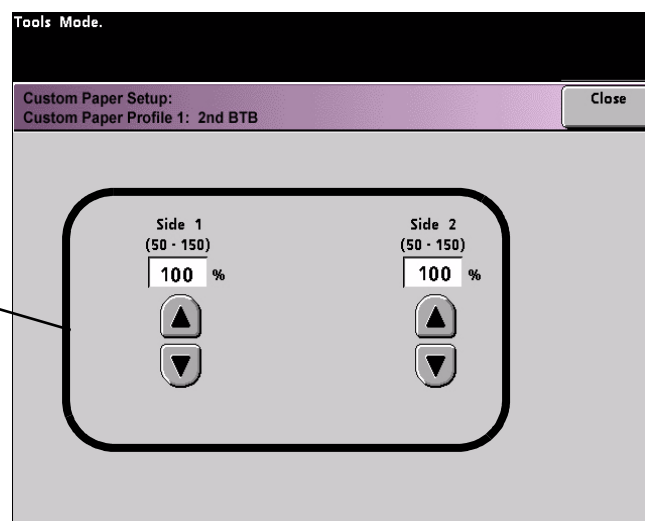 Tools Mode.
Custom Paper Setup:
Custom Paper Profile 1: 2nd BTB
Close
Side 1
(50 - 150)
100 %
Side 2
(50 - 150)
100 %